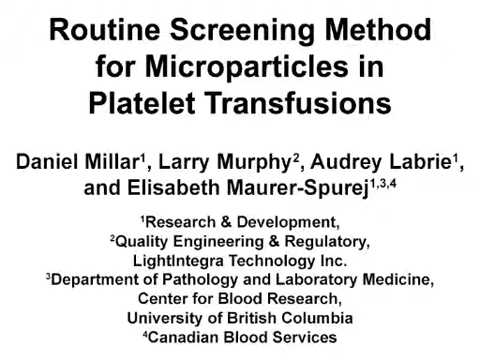 Routine Screening Method
for Microparticles in
Platelet Transfusions
Daniel Millar¹, Larry Murphy², Audrey Labrie¹,
and Elisabeth Maurer-Spurej¹,³,⁴
¹Research & Development,
²Quality Engineering & Regulatory,
LightIntegra Technology Inc.
³Department of Pathology and Laboratory Medicine,
Center for Blood Research,
University of British Columbia
⁴Canadian Blood Services